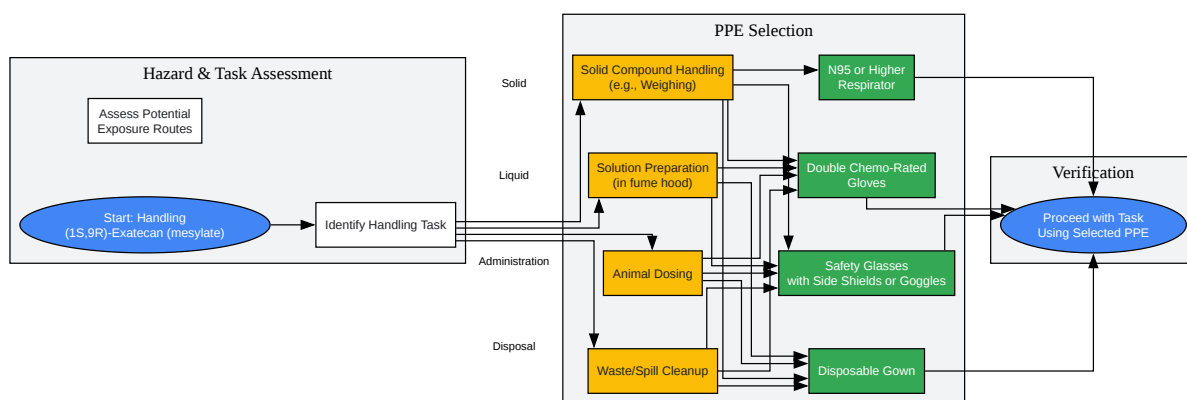 Hazard & Task Assessment
Assess Potential
Exposure Routes
Start: Handling
(1S,9R)-Exatecan (mesylate)
Identify Handling Task
Solid
Liquid
Administration
Disposal
PPE Selection
Solid Compound Handling
(e.g., Weighing)
Solution Preparation
(in fume hood)
Animal Dosing
Waste/Spill Cleanup
N95 or Higher
Respirator
Double Chemo-Rated
Gloves
Safety Glasses
with Side Shields or Goggles
Disposable Gown
Verification
Proceed with Task
Using Selected PPE